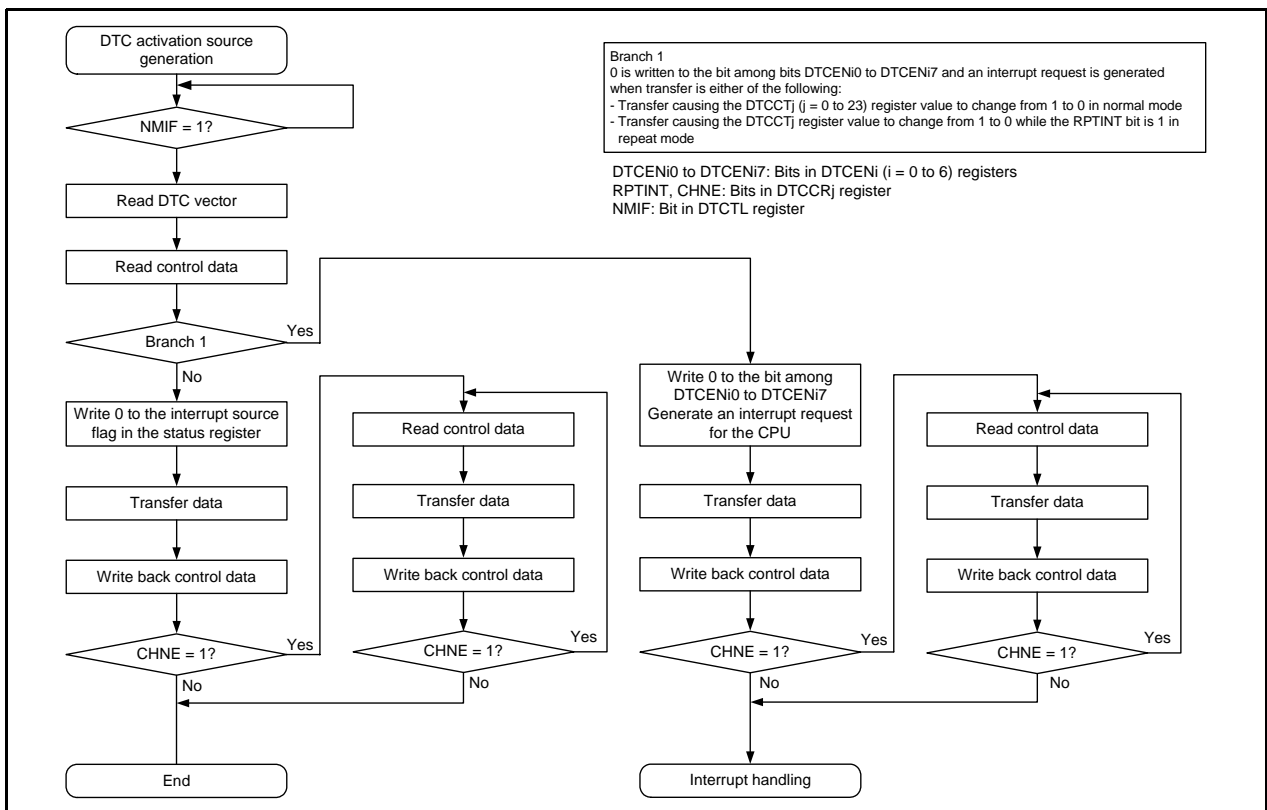 DTC activation source
generation
NMIF = 1?
Read DTC vector
Read control data
Branch 1
Yes
No
Write 0 to the interrupt source
flag in the status register
Transfer data
Write back control data
CHNE = 1?
Yes
No
End
Read control data
Transfer data
Write back control data
CHNE = 1?
Yes
No
Branch 1
0 is written to the bit among bits DTCENi0 to DTCENi7 and an interrupt request is generated
when transfer is either of the following:
- Transfer causing the DTCCTj (j = 0 to 23) register value to change from 1 to 0 in normal mode
- Transfer causing the DTCCTj register value to change from 1 to 0 while the RPTINT bit is 1 in
repeat mode
DTCENi0 to DTCENi7: Bits in DTCENi (i = 0 to 6) registers
RPTINT, CHNE: Bits in DTCCRj register
NMIF: Bit in DTCTL register
Write 0 to the bit among
DTCENi0 to DTCENi7
Generate an interrupt request
for the CPU
Transfer data
Write back control data
CHNE = 1?
Yes
No
Interrupt handling
Read control data
Transfer data
Write back control data
CHNE = 1?
Yes
No